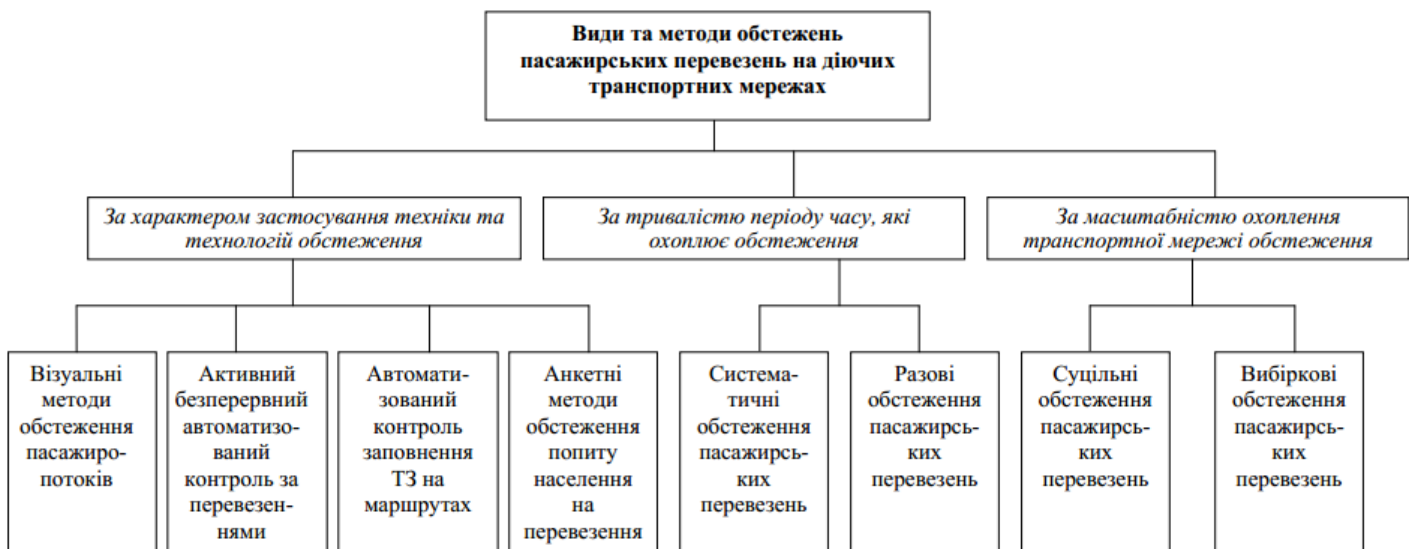 Види та методи обстежень
пасажирських перевезень на діючих
транспортних мережах
За характером застосування техніки та
технологій обстеження
За тривалістю періоду часу, які
охоплює обстеження
За масштабністю охоплення
транспортної мережі обстеження
Візуальні
методи
обстеження
пасажиро-
потоків
Активний
безперервний
автоматизо-
ваний
контроль за
перевезен-
нями
Автомати-
зований
контроль
заповнення
ТЗ на
маршрутах
Анкетні
методи
обстеження
попиту
населення
на
перевезення
Система-
тичні
обстеження
пасажирсь-
ких
перевезень
Разові
обстеження
пасажирсь-
ких
перевезень
Суцільні
обстеження
пасажирсь-
ких
перевезень
Вибіркові
обстеження
пасажирсь-
ких
перевезень